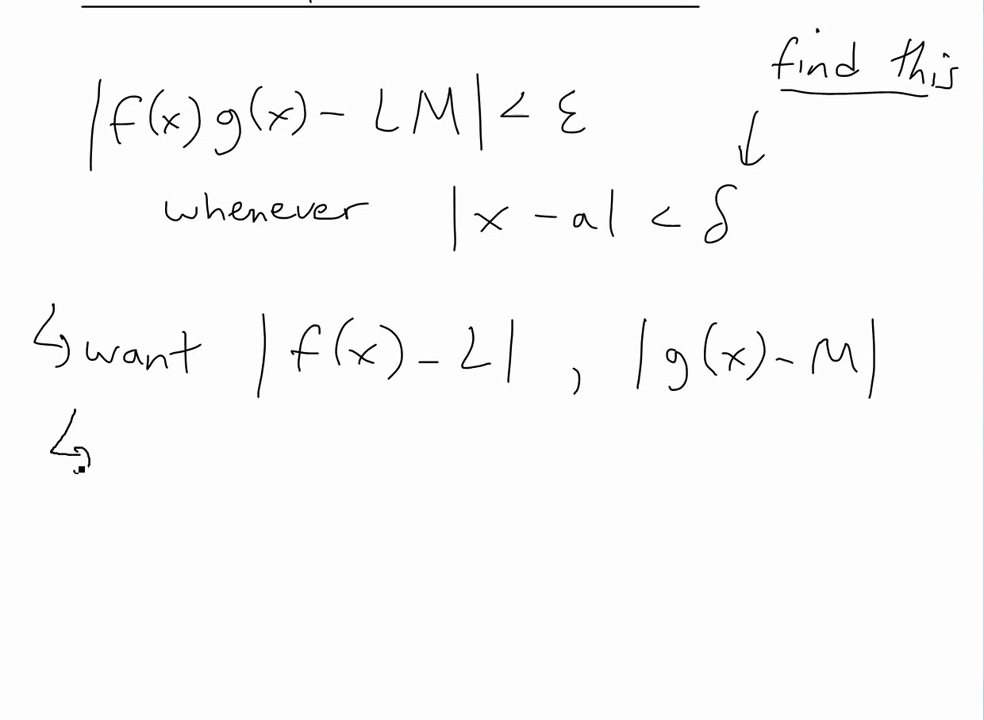 find this
|f(x)g(x) - LM| < ε
↓
whenever |x - a| < δ
↳ want |f(x) - L| , |g(x) - M|
↳